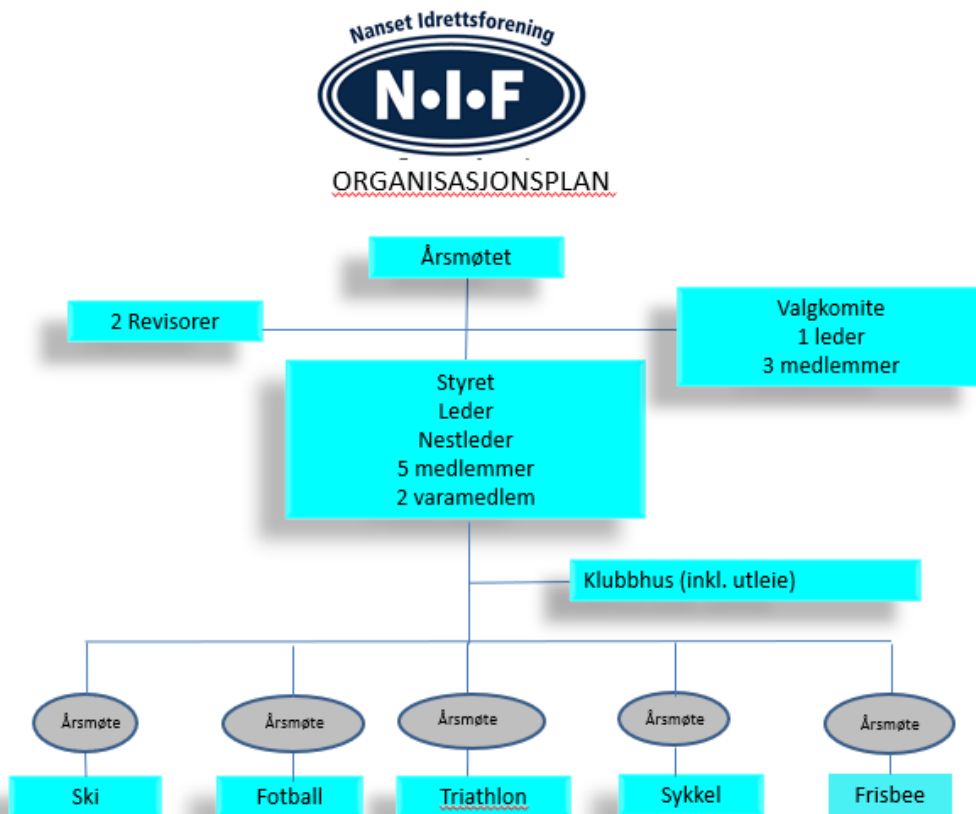 Nanset Idrettsforening
N•I•F
ORGANISASJONSPLAN
Årsmøtet
2 Revisorer
Valgkomite
1 leder
3 medlemmer
Styret
Leder
Nestleder
5 medlemmer
2 varamedlem
Klubbhus (inkl. utleie)
Årsmøte
Årsmøte
Årsmøte
Årsmøte
Årsmøte
Ski
Fotball
Triathlon
Sykkel
Frisbee